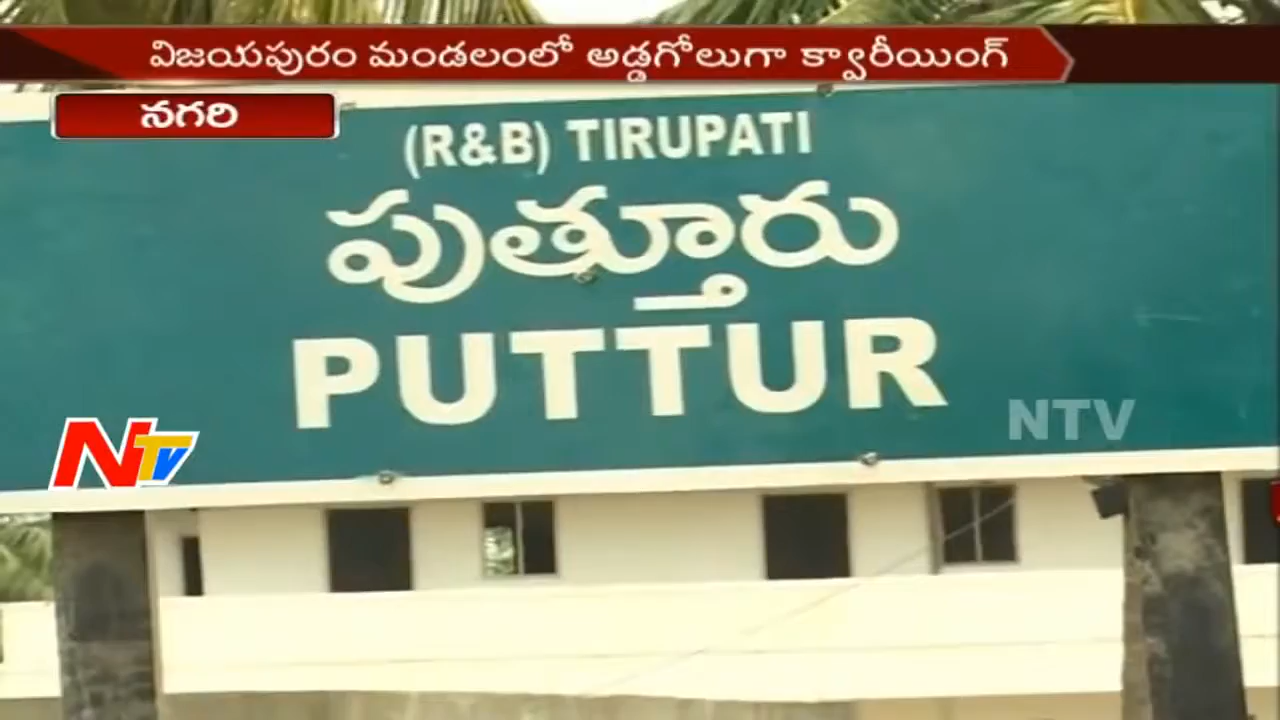 విజయపురం మండలంలో అడ్డగోలుగా క్వారీయింగ్
నగరి
(R&B) TIRUPATI
పుత్తూరు
PUTTUR
NTV
NTV